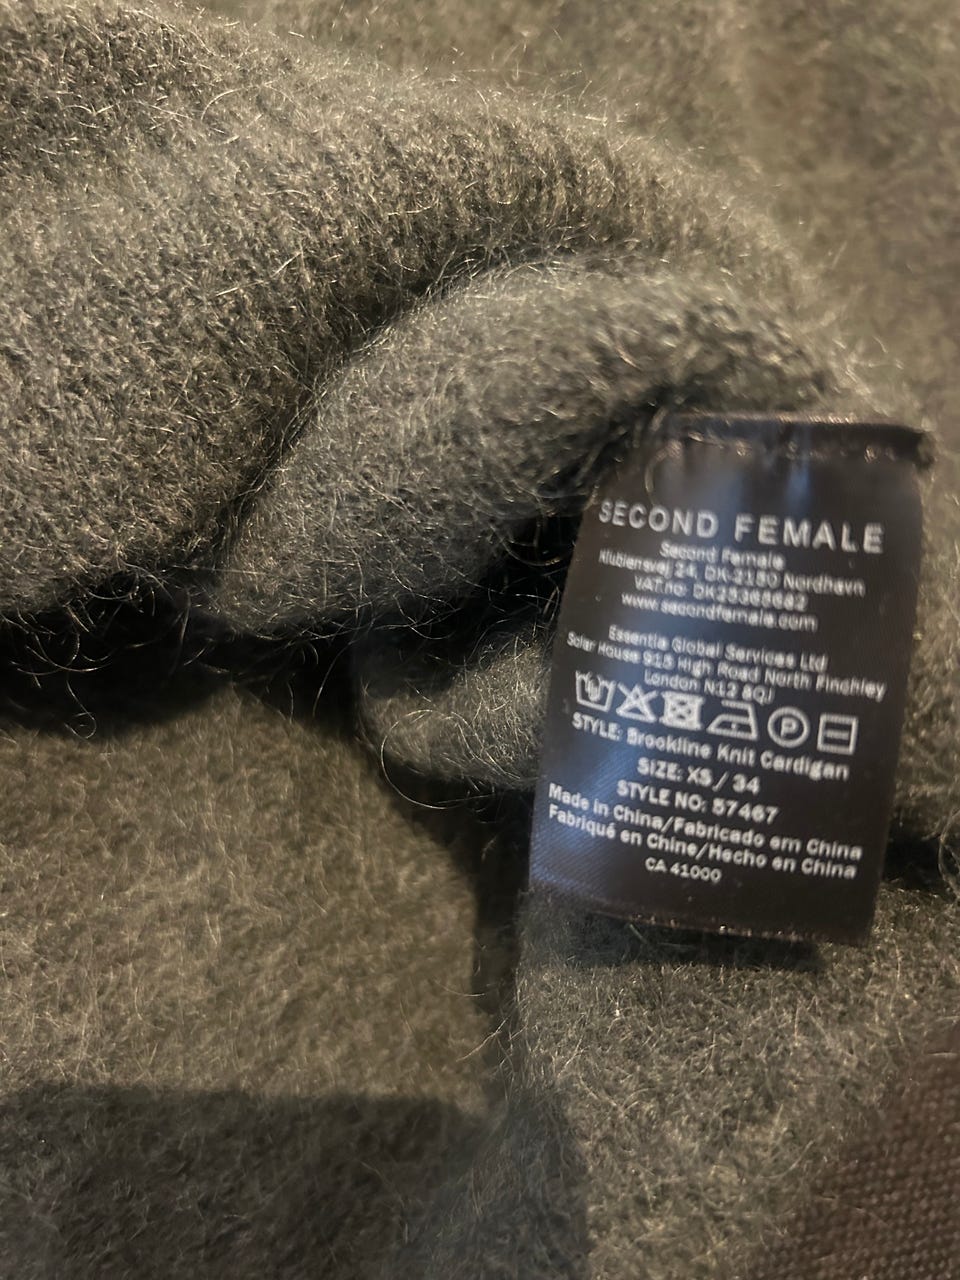 SECOND FEMALE
Second Female
Klubiensvej 24, DK-2150 Nordhavn
VAT.no
www.secondfemale.com
Essentia Global Services Ltd
Solar House 915 High Road North Finchley
London N12 8QJ
P
STYLE: Brookline Knit Cardigan
SIZE: XS / 34
STYLE NO: 57467
Made in China/Fabricado em China
Fabriqué en Chine/Hecho en China
CA 41000